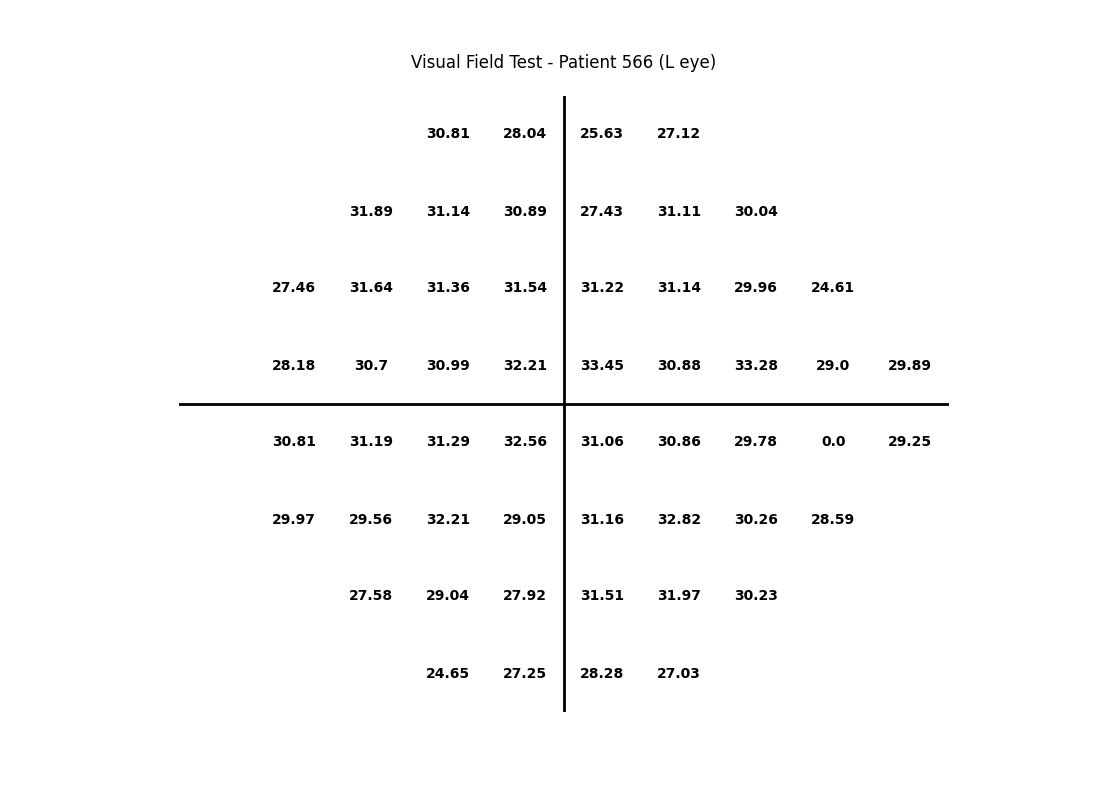 Visual Field Test - Patient 566 (L eye)
30.81 28.04 25.63 27.12
31.89 31.14 30.89 27.43 31.11 30.04
27.46 31.64 31.36 31.54 31.22 31.14 29.96 24.61
28.18 30.7 30.99 32.21 33.45 30.88 33.28 29.0 29.89
30.81 31.19 31.29 32.56 31.06 30.86 29.78 0.0 29.25
29.97 29.56 32.21 29.05 31.16 32.82 30.26 28.59
27.58 29.04 27.92 31.51 31.97 30.23
24.65 27.25 28.28 27.03